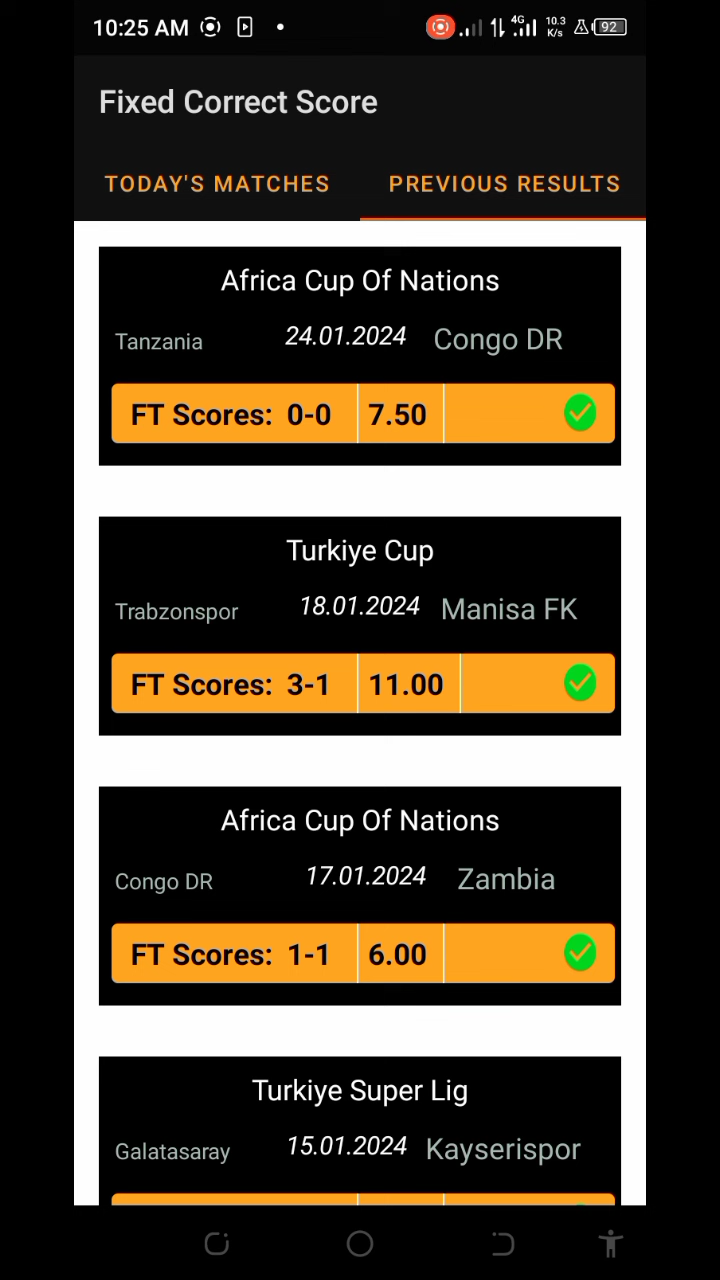 10:25 AM 4G 10.3 K/s 92
Fixed Correct Score
TODAY'S MATCHES PREVIOUS RESULTS
Africa Cup Of Nations
Tanzania 24.01.2024 Congo DR
FT Scores: 0-0 7.50
Turkiye Cup
Trabzonspor 18.01.2024 Manisa FK
FT Scores: 3-1 11.00
Africa Cup Of Nations
Congo DR 17.01.2024 Zambia
FT Scores: 1-1 6.00
Turkiye Super Lig
Galatasaray 15.01.2024 Kayserispor